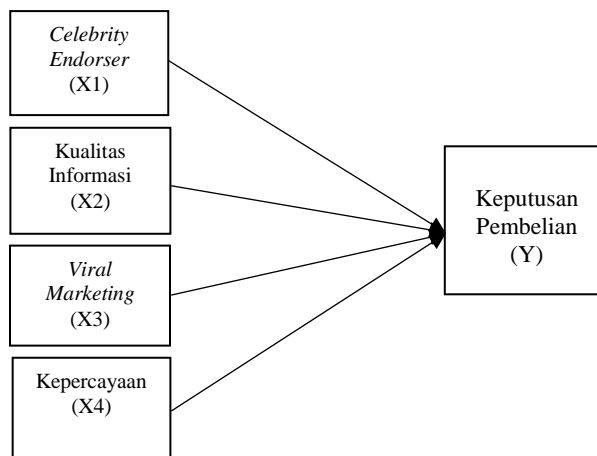 Celebrity
Endorser
(X1)
Kualitas
Informasi
(X2)
Viral
Marketing
(X3)
Kepercayaan
(X4)
Keputusan
Pembelian
(Y)